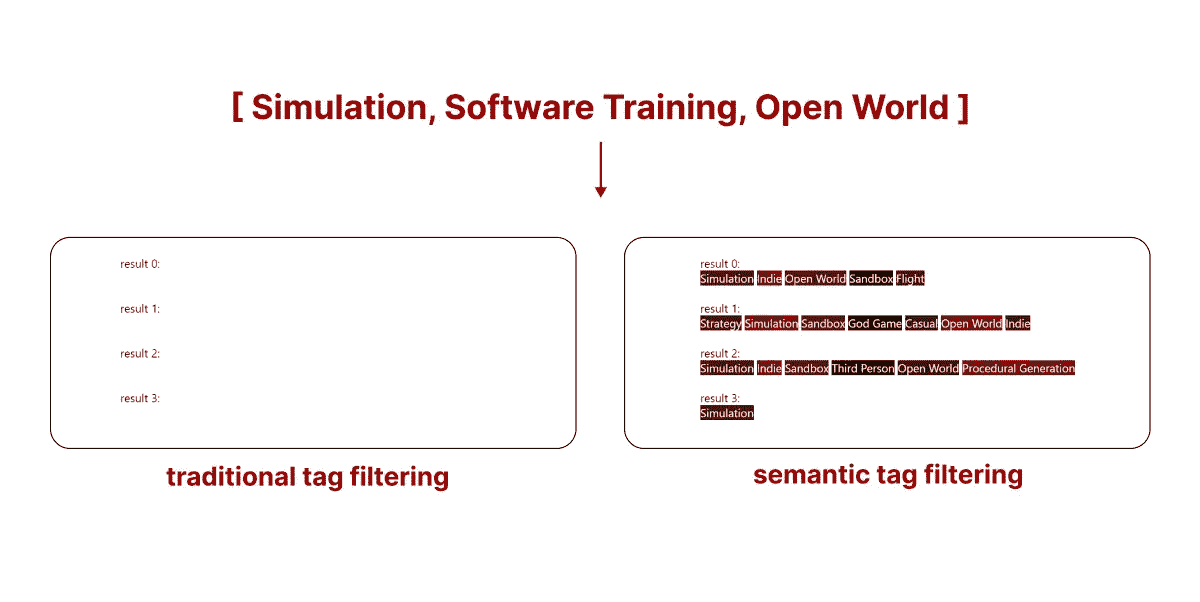 [ Simulation, Software Training, Open World ]
result 0:
result 1:
result 2:
result 3:
traditional tag filtering
result 0:
Simulation Indie Open World Sandbox Flight
result 1:
Strategy Simulation Sandbox God Game Casual Open World Indie
result 2:
Simulation Indie Sandbox Third Person Open World Procedural Generation
result 3:
Simulation
semantic tag filtering